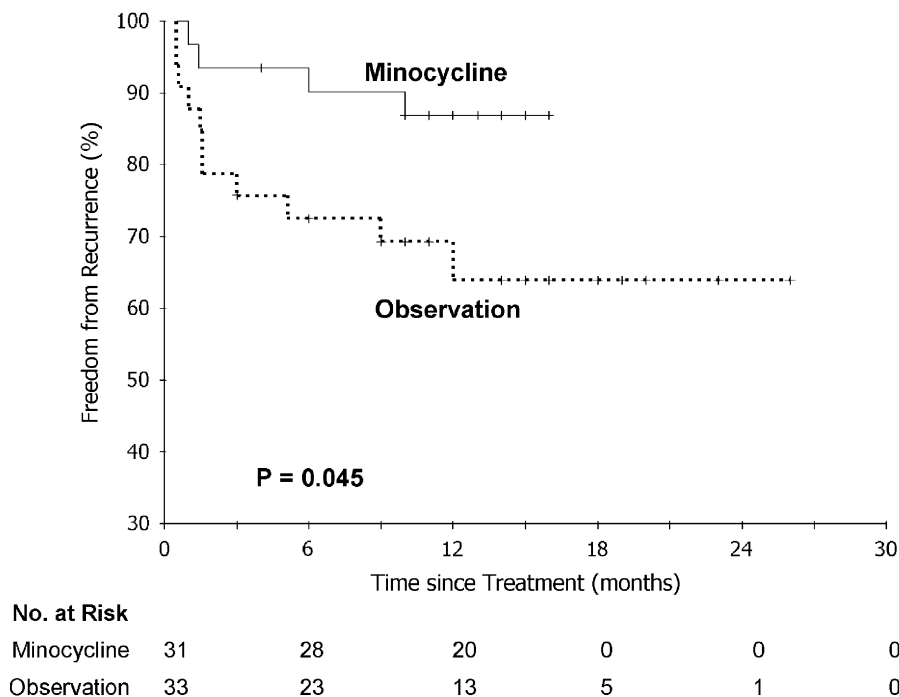 100
90
80
70
60
50
40
30
Freedom from Recurrence (%)
Minocycline
Observation
P = 0.045
0 6 12 18 24 30
Time since Treatment (months)
No. at Risk
Minocycline 31 28 20 0 0 0
Observation 33 23 13 5 1 0